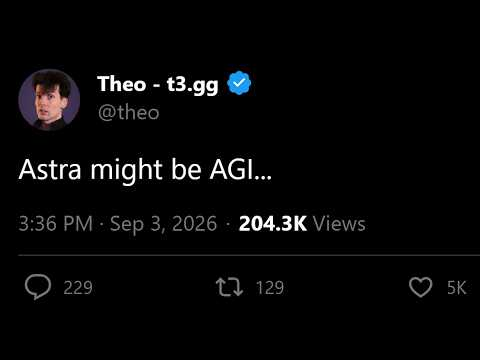 Theo - t3.gg
@theo
Astra might be AGI...
3:36 PM · Sep 3, 2026 · 204.3K Views
229 129 5K